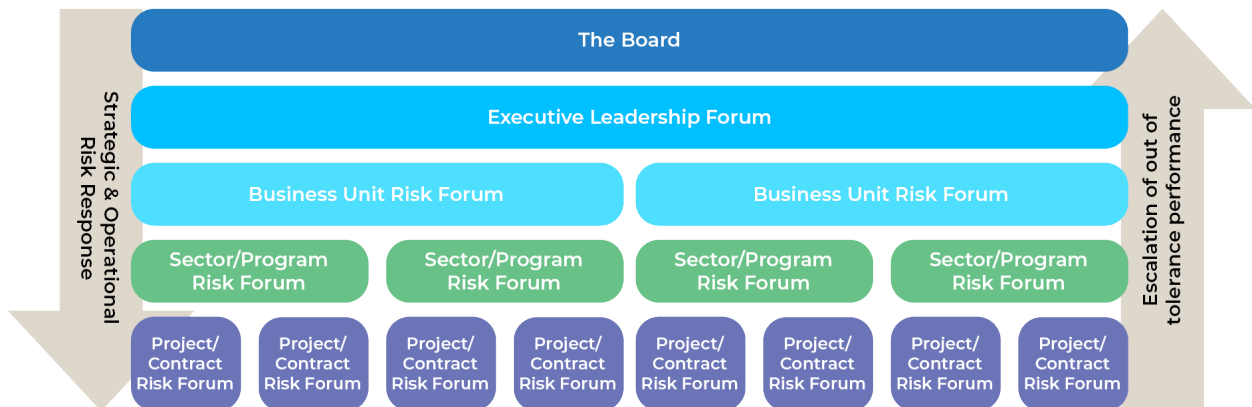 The Board
Executive Leadership Forum
Strategic & Operational
Risk Response
Escalation of out of
tolerance performance
Business Unit Risk Forum
Business Unit Risk Forum
Sector/Program
Risk Forum
Sector/Program
Risk Forum
Sector/Program
Risk Forum
Sector/Program
Risk Forum
Project/
Contract
Risk Forum
Project/
Contract
Risk Forum
Project/
Contract
Risk Forum
Project/
Contract
Risk Forum
Project/
Contract
Risk Forum
Project/
Contract
Risk Forum
Project/
Contract
Risk Forum
Project/
Contract
Risk Forum